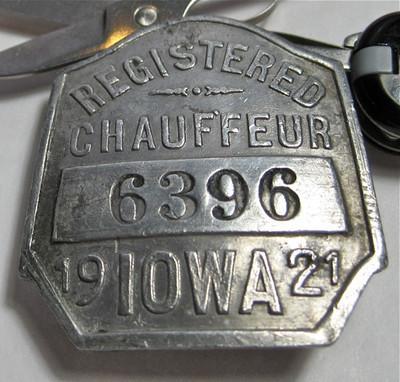 REGISTERED
CHAUFFEUR
6396
19 IOWA 21